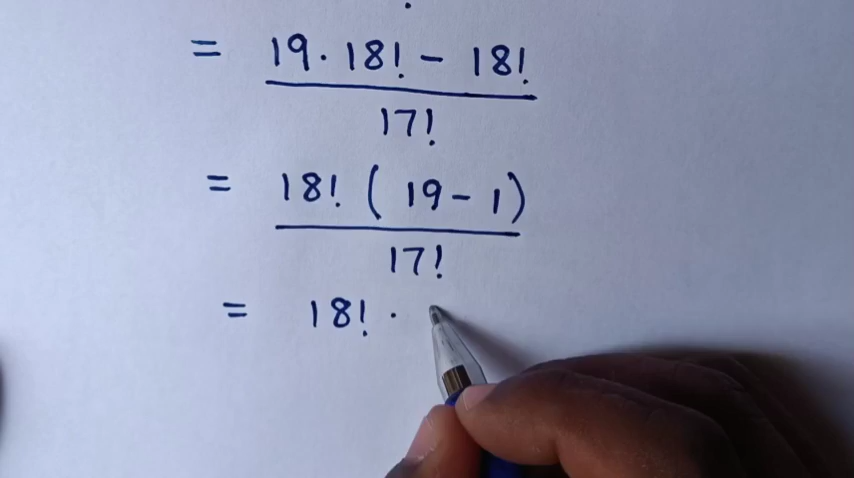 = 19 · 18! - 18!
17!
= 18! ( 19 - 1 )
17!
= 18! ·